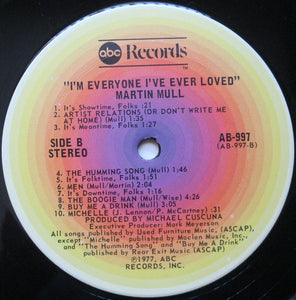 abc Records
"I'M EVERYONE I'VE EVER LOVED"
MARTIN MULL
1. It's Showtime, Folks :21
2. ARTIST RELATIONS (OR DON'T WRITE ME
AT HOME) (Mull) 1:35
3. It's Meantime, Folks :11
SIDE B
STEREO
AB-997
(AB-997-B)
4. THE HUMMING SONG (Mull) 1:46
5. It's Folktime, Folks 1:51
6. MEN (Mull/Martin) 2:04
7. It's Downtime, Folks 1:16
8. THE BOOGIE MAN (Mull/Wise) 2:16
9. BUY ME A DRINK (Mull) 3:05
10. MICHELLE (J. Lennon/P. McCartney) :31
PRODUCED BY MICHAEL CUSCUNA
Executive Producer: Mark Meyerson
All songs published by Used Furniture Music (ASCAP),
except "Michelle" published by Maclen Music, Inc.,
and "The Humming Song" and "Buy Me A Drink,"
published by Rear Exit Music (ASCAP)
©1977, ABC
RECORDS, INC.